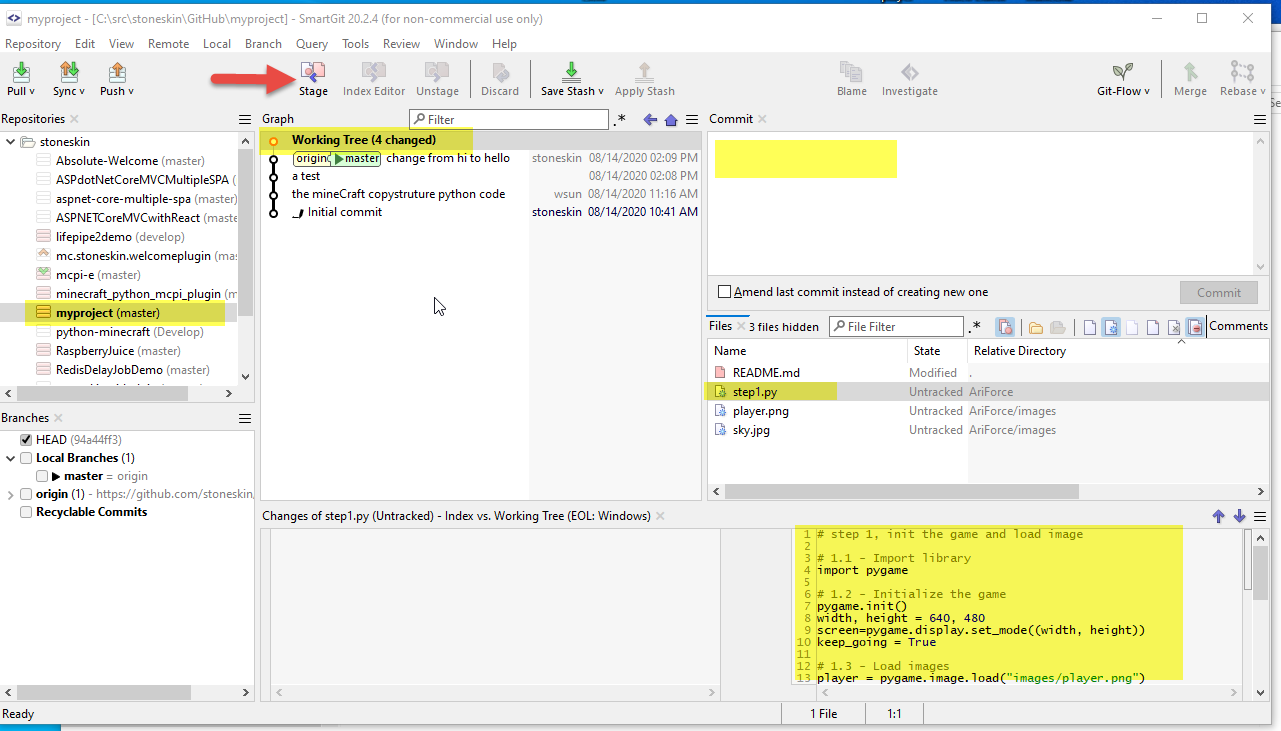 myproject - [C:\src\stoneskin\GitHub\myproject] - SmartGit 20.2.4 (for non-commercial use only)
Repository Edit View Remote Local Branch Query Tools Review Window Help
Pull Sync Push Stage Index Editor Unstage Discard Save Stash Apply Stash Blame Investigate Git-Flow Merge Rebase
Repositories
stoneskin
Absolute-Welcome (master)
ASPdotNetCoreMVCMultipleSPA (
aspnet-core-multiple-spa (master)
ASPNETCoreMVCwithReact (maste
lifepipe2demo (develop)
mc.stoneskin.welcomeplugin (mas
mcpi-e (master)
minecraft_python_mcpi_plugin (m
myproject (master)
python-minecraft (Develop)
RaspberryJuice (master)
RedisDelayJobDemo (master)
Branches
HEAD (94a44ff3)
Local Branches (1)
master = origin
origin (1) - https://github.com/stoneskin/
Recyclable Commits
Graph
Filter
.*
Working Tree (4 changed)
origin master change from hi to hello stoneskin 08/14/2020 02:09 PM
a test 08/14/2020 02:08 PM
the mineCraft copystruture python code wsun 08/14/2020 11:16 AM
Initial commit stoneskin 08/14/2020 10:41 AM
Commit
Amend last commit instead of creating new one
Commit
Files 3 files hidden File Filter .* Comments
Name State Relative Directory
README.md Modified .
step1.py Untracked AriForce
player.png Untracked AriForce/images
sky.jpg Untracked AriForce/images
Changes of step1.py (Untracked) - Index vs. Working Tree (EOL: Windows)
1 # step 1, init the game and load image
2
3 # 1.1 - Import library
4 import pygame
5
6 # 1.2 - Initialize the game
7 pygame.init()
8 width, height = 640, 480
9 screen=pygame.display.set_mode((width, height))
10 keep_going = True
11
12 # 1.3 - Load images
13 player = pygame.image.load("images/player.png")
Ready
1 File
1:1